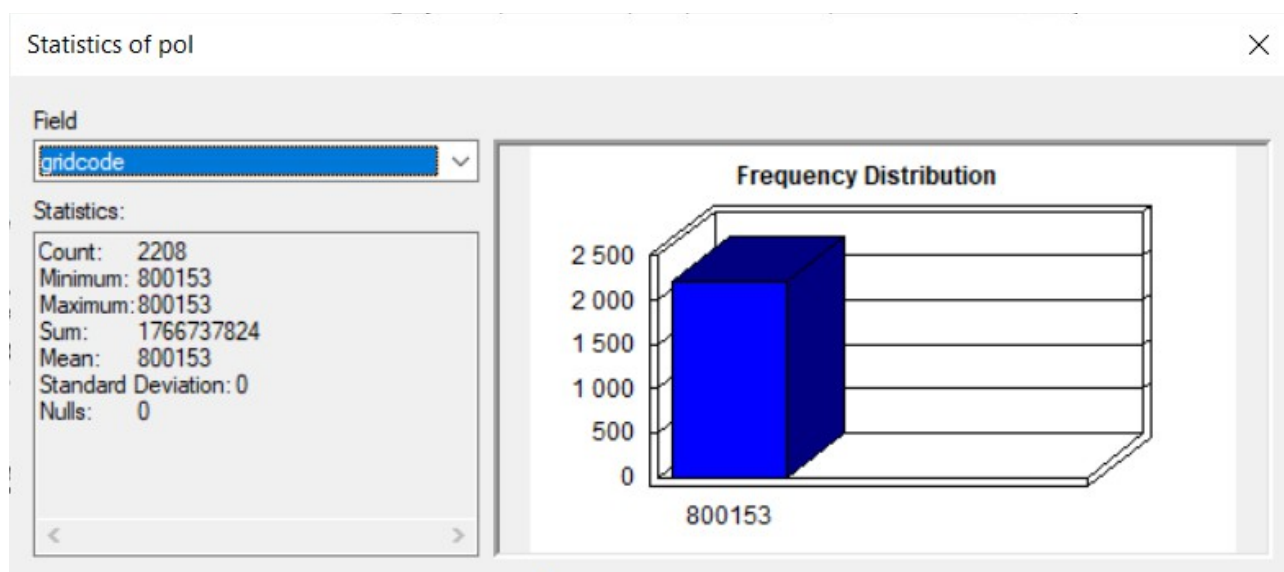 Statistics of pol
Field
gridcode
Statistics:
Count: 2208
Minimum: 800153
Maximum: 800153
Sum: 1766737824
Mean: 800153
Standard Deviation: 0
Nulls: 0
Frequency Distribution
2 500
2 000
1 500
1 000
500
0
800153